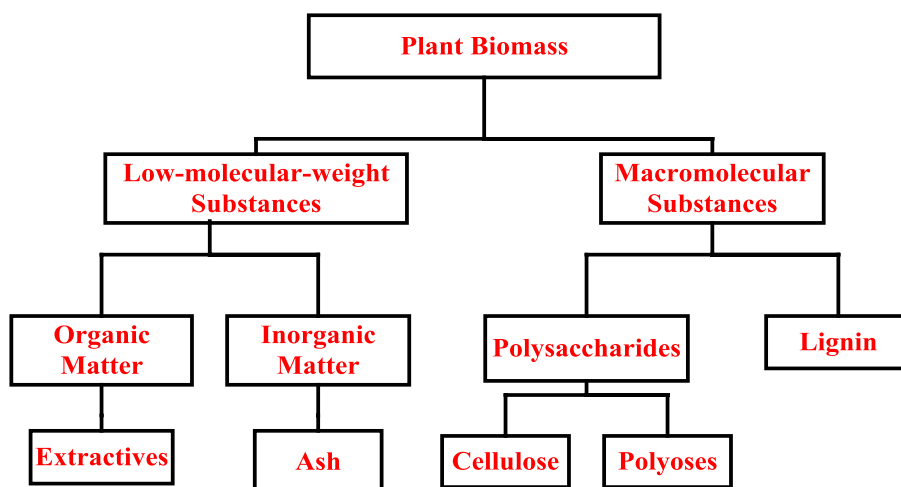 Plant Biomass
Low-molecular-weight
Substances
Macromolecular
Substances
Organic
Matter
Inorganic
Matter
Polysaccharides
Lignin
Extractives
Ash
Cellulose
Polyoses